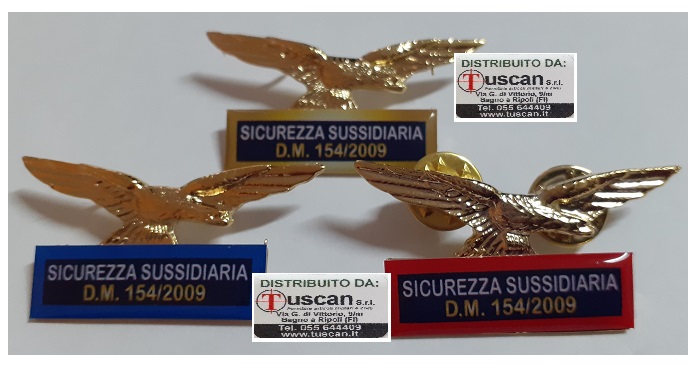 DISTRIBUITO DA:
Tuscan S.r.l.
Via G. di Vittorio, 9/m
Bagno a Ripoli (FI)
Tel. 055 644409
www.tuscan.it
SICUREZZA SUSSIDIARIA
D.M. 154/2009
SICUREZZA SUSSIDIARIA
D.M. 154/2009
DISTRIBUITO DA:
Tuscan S.r.l.
Via G. di Vittorio, 9/m
Bagno a Ripoli (FI)
Tel. 055 644409
www.tuscan.it
SICUREZZA SUSSIDIARIA
D.M. 154/2009